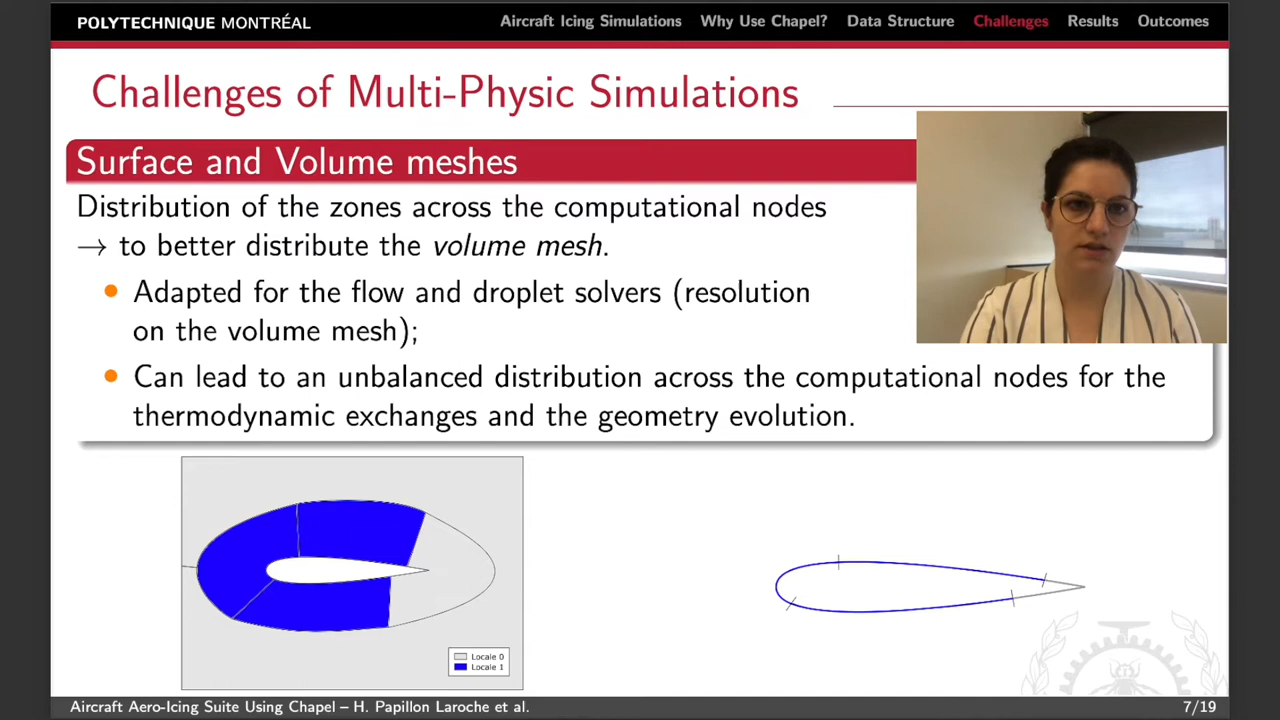 POLYTECHNIQUE MONTRÉAL
Aircraft Icing Simulations Why Use Chapel? Data Structure Challenges Results Outcomes
Challenges of Multi-Physic Simulations
Surface and Volume meshes
Distribution of the zones across the computational nodes
→ to better distribute the volume mesh.
• Adapted for the flow and droplet solvers (resolution
on the volume mesh);
• Can lead to an unbalanced distribution across the computational nodes for the
thermodynamic exchanges and the geometry evolution.
Locale 0
Locale 1
Aircraft Aero-Icing Suite Using Chapel – H. Papillon Laroche et al.
7/19